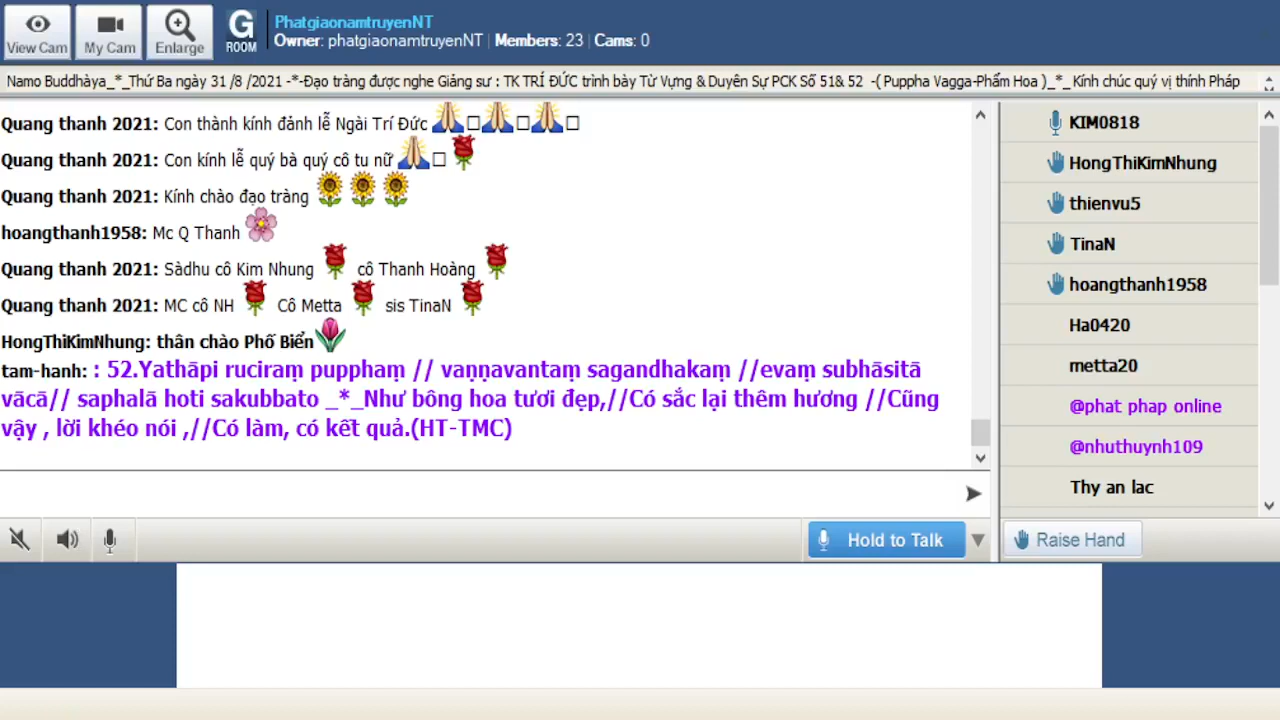 View Cam
My Cam
Enlarge
G
ROOM
PhatgiaonamtruyenNT
Owner: phatgiaonamtruyenNT | Members: 23 | Cams: 0
Namo Buddhàya_*_Thứ Ba ngày 31 /8 /2021 -*-Đạo tràng được nghe Giảng sư : TK TRÍ ĐỨC trình bày Từ Vựng & Duyên Sự PCK Số 51& 52 -( Puppha Vagga-Phẩm Hoa )_*_ Kính chúc quý vị thính Pháp
Quang thanh 2021: Con thành kính đảnh lễ Ngài Trí Đức
Quang thanh 2021: Con kính lễ quý bà quý cô tu nữ
Quang thanh 2021: Kính chào đạo tràng
hoangthanh1958: Mc Q Thanh
Quang thanh 2021: Sàdhu cô Kim Nhung cô Thanh Hoàng
Quang thanh 2021: MC cô NH Cô Metta sis TinaN
HongThiKimNhung: thân chào Phố Biển
tam-hanh: : 52.Yathāpi ruciraṃ pupphaṃ // vaṇṇavantaṃ sagandhakaṃ //evaṃ subhāsitā
vācā// saphalā hoti sakubbato _*_Như bông hoa tươi đẹp,//Có sắc lại thêm hương //Cũng
vậy , lời khéo nói ,//Có làm, có kết quả.(HT-TMC)
KIM0818
HongThiKimNhung
thienvu5
TinaN
hoangthanh1958
Ha0420
metta20
@phat phap online
@nhuthuynh109
Thy an lac
Hold to Talk
Raise Hand